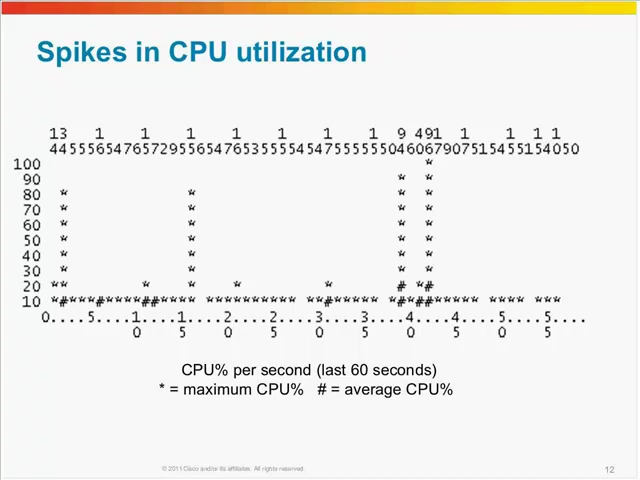 13   1    1    1    1    1    1    1  9 491  1    1  1 1
445556547657295565476535555454755555046067907515455154050
100 *
90 * *
80 * * * *
70 * * * *
60 * * * *
50 * * * *
40 * * * *
30 * * * *
20 ** * * * * # *#
10 *#***#****##**** ********** **#***** *#*##***** **** ***
0....5....1....1....2....2....3....3....4....4....5....5....
0 5 0 5 0 5 0 5 0 5
Spikes in CPU utilization
CPU% per second (last 60 seconds)
* = maximum CPU% # = average CPU%
© 2011 Cisco and/or its affiliates. All rights reserved.
12